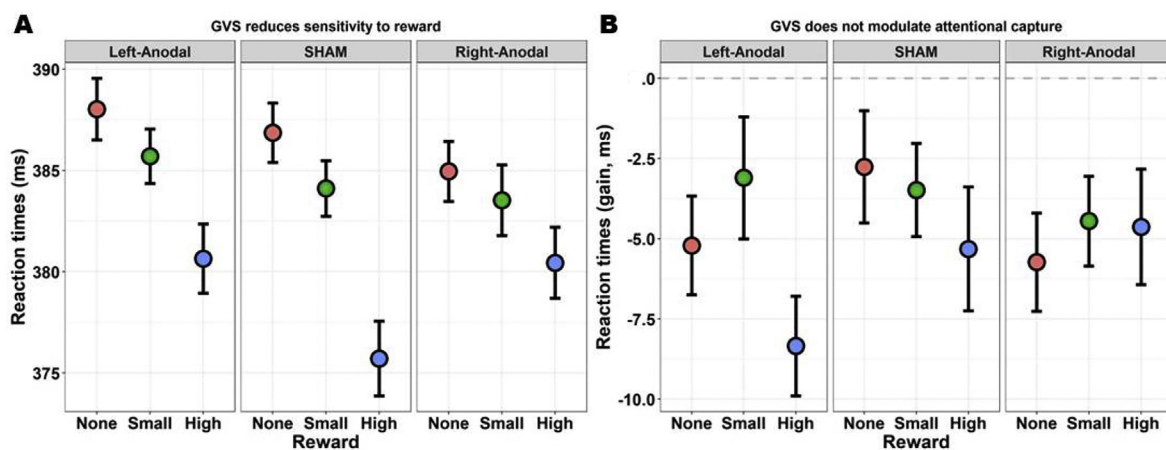 A
GVS reduces sensitivity to reward
Left-Anodal SHAM Right-Anodal
Reaction times (ms)
390
385
380
375
None Small High None Small High None Small High
Reward
B
GVS does not modulate attentional capture
Left-Anodal SHAM Right-Anodal
Reaction times (gain, ms)
.0
-2.5
-5.0
-7.5
-10.0
None Small High None Small High None Small High
Reward